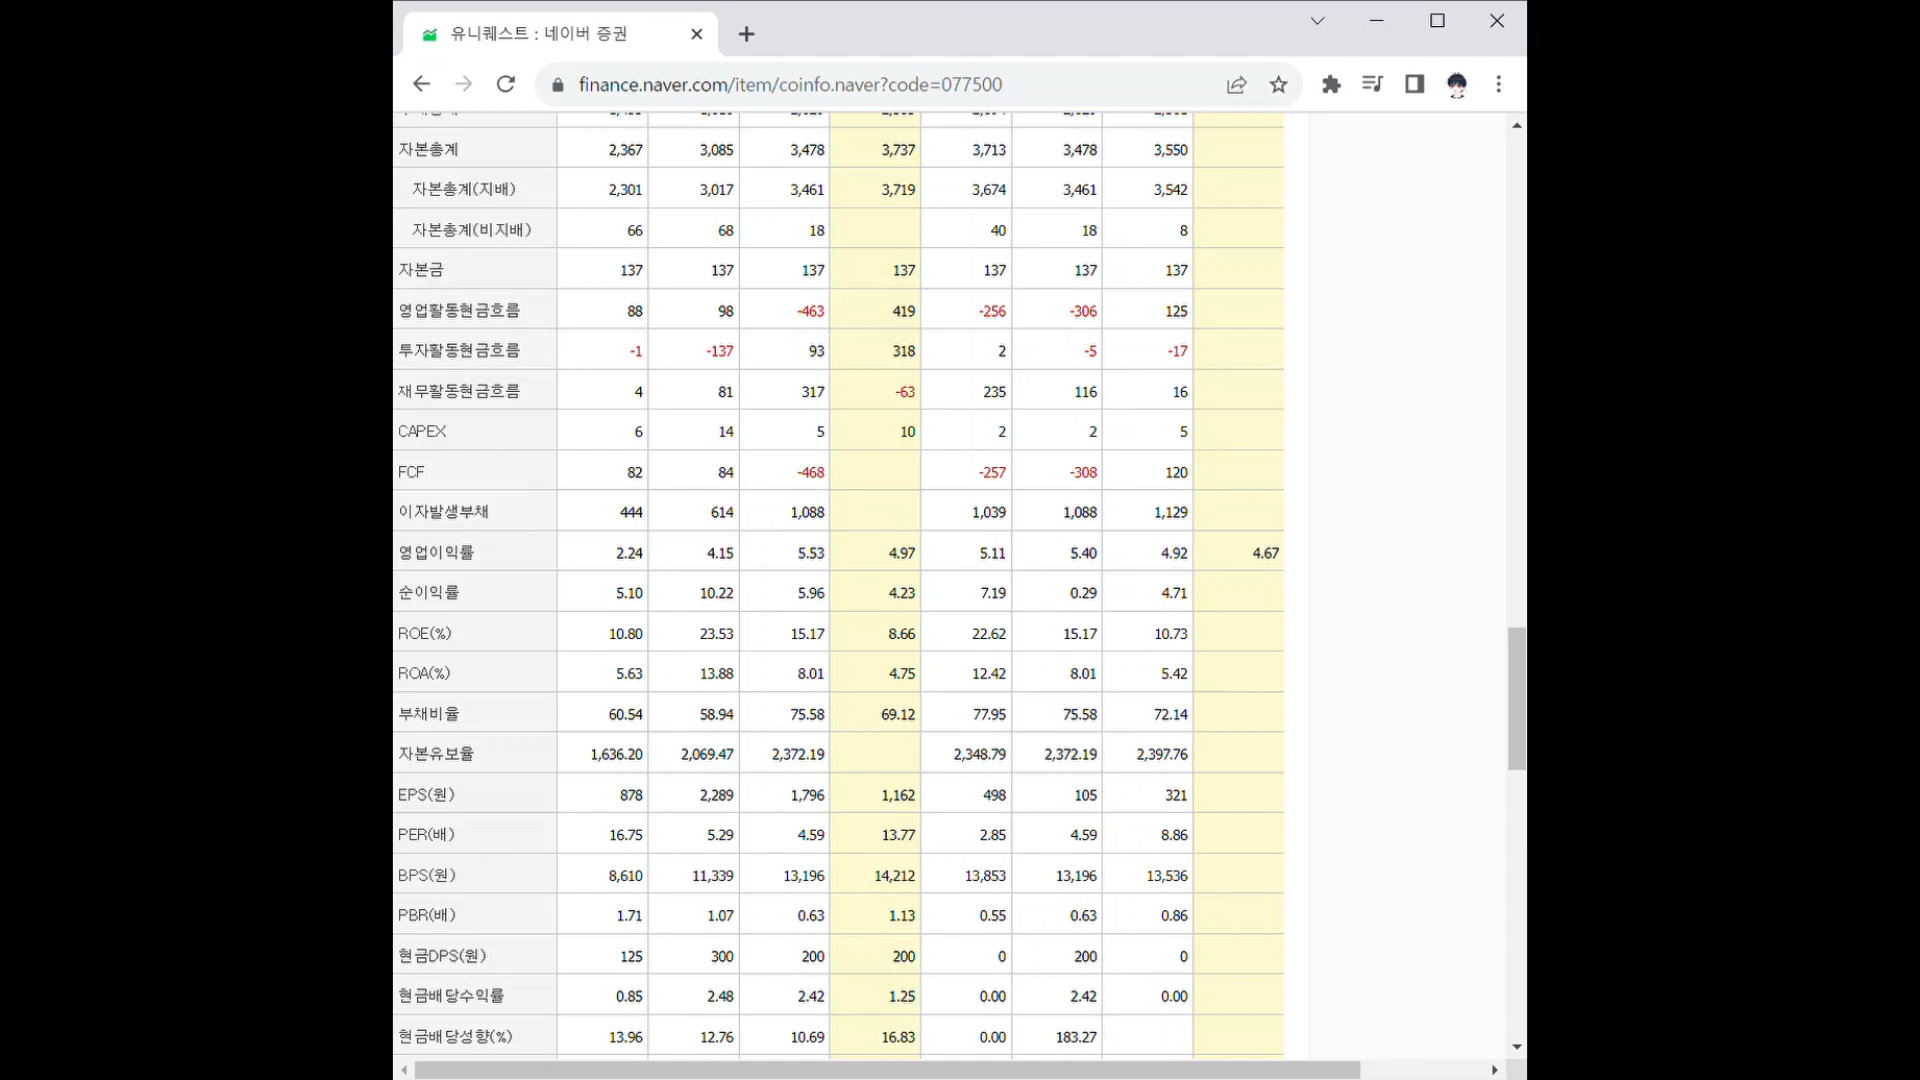 유니퀘스트 : 네이버 증권
finance.naver.com/item/coinfo.naver?code=077500
자본총계 2,367 3,085 3,478 3,737 3,713 3,478 3,550
자본총계(지배) 2,301 3,017 3,461 3,719 3,674 3,461 3,542
자본총계(비지배) 66 68 18 40 18 8
자본금 137 137 137 137 137 137 137
영업활동현금흐름 88 98 -463 419 -256 -306 125
투자활동현금흐름 -1 -137 93 318 2 -5 -17
재무활동현금흐름 4 81 317 -63 235 116 16
CAPEX 6 14 5 10 2 2 5
FCF 82 84 -468 -257 -308 120
이자발생부채 444 614 1,088 1,039 1,088 1,129
영업이익률 2.24 4.15 5.53 4.97 5.11 5.40 4.92 4.67
순이익률 5.10 10.22 5.96 4.23 7.19 0.29 4.71
ROE(%) 10.80 23.53 15.17 8.66 22.62 15.17 10.73
ROA(%) 5.63 13.88 8.01 4.75 12.42 8.01 5.42
부채비율 60.54 58.94 75.58 69.12 77.95 75.58 72.14
자본유보율 1,636.20 2,069.47 2,372.19 2,348.79 2,372.19 2,397.76
EPS(원) 878 2,289 1,796 1,162 498 105 321
PER(배) 16.75 5.29 4.59 13.77 2.85 4.59 8.86
BPS(원) 8,610 11,339 13,196 14,212 13,853 13,196 13,536
PBR(배) 1.71 1.07 0.63 1.13 0.55 0.63 0.86
현금DPS(원) 125 300 200 200 0 200 0
현금배당수익률 0.85 2.48 2.42 1.25 0.00 2.42 0.00
현금배당성향(%) 13.96 12.76 10.69 16.83 0.00 183.27